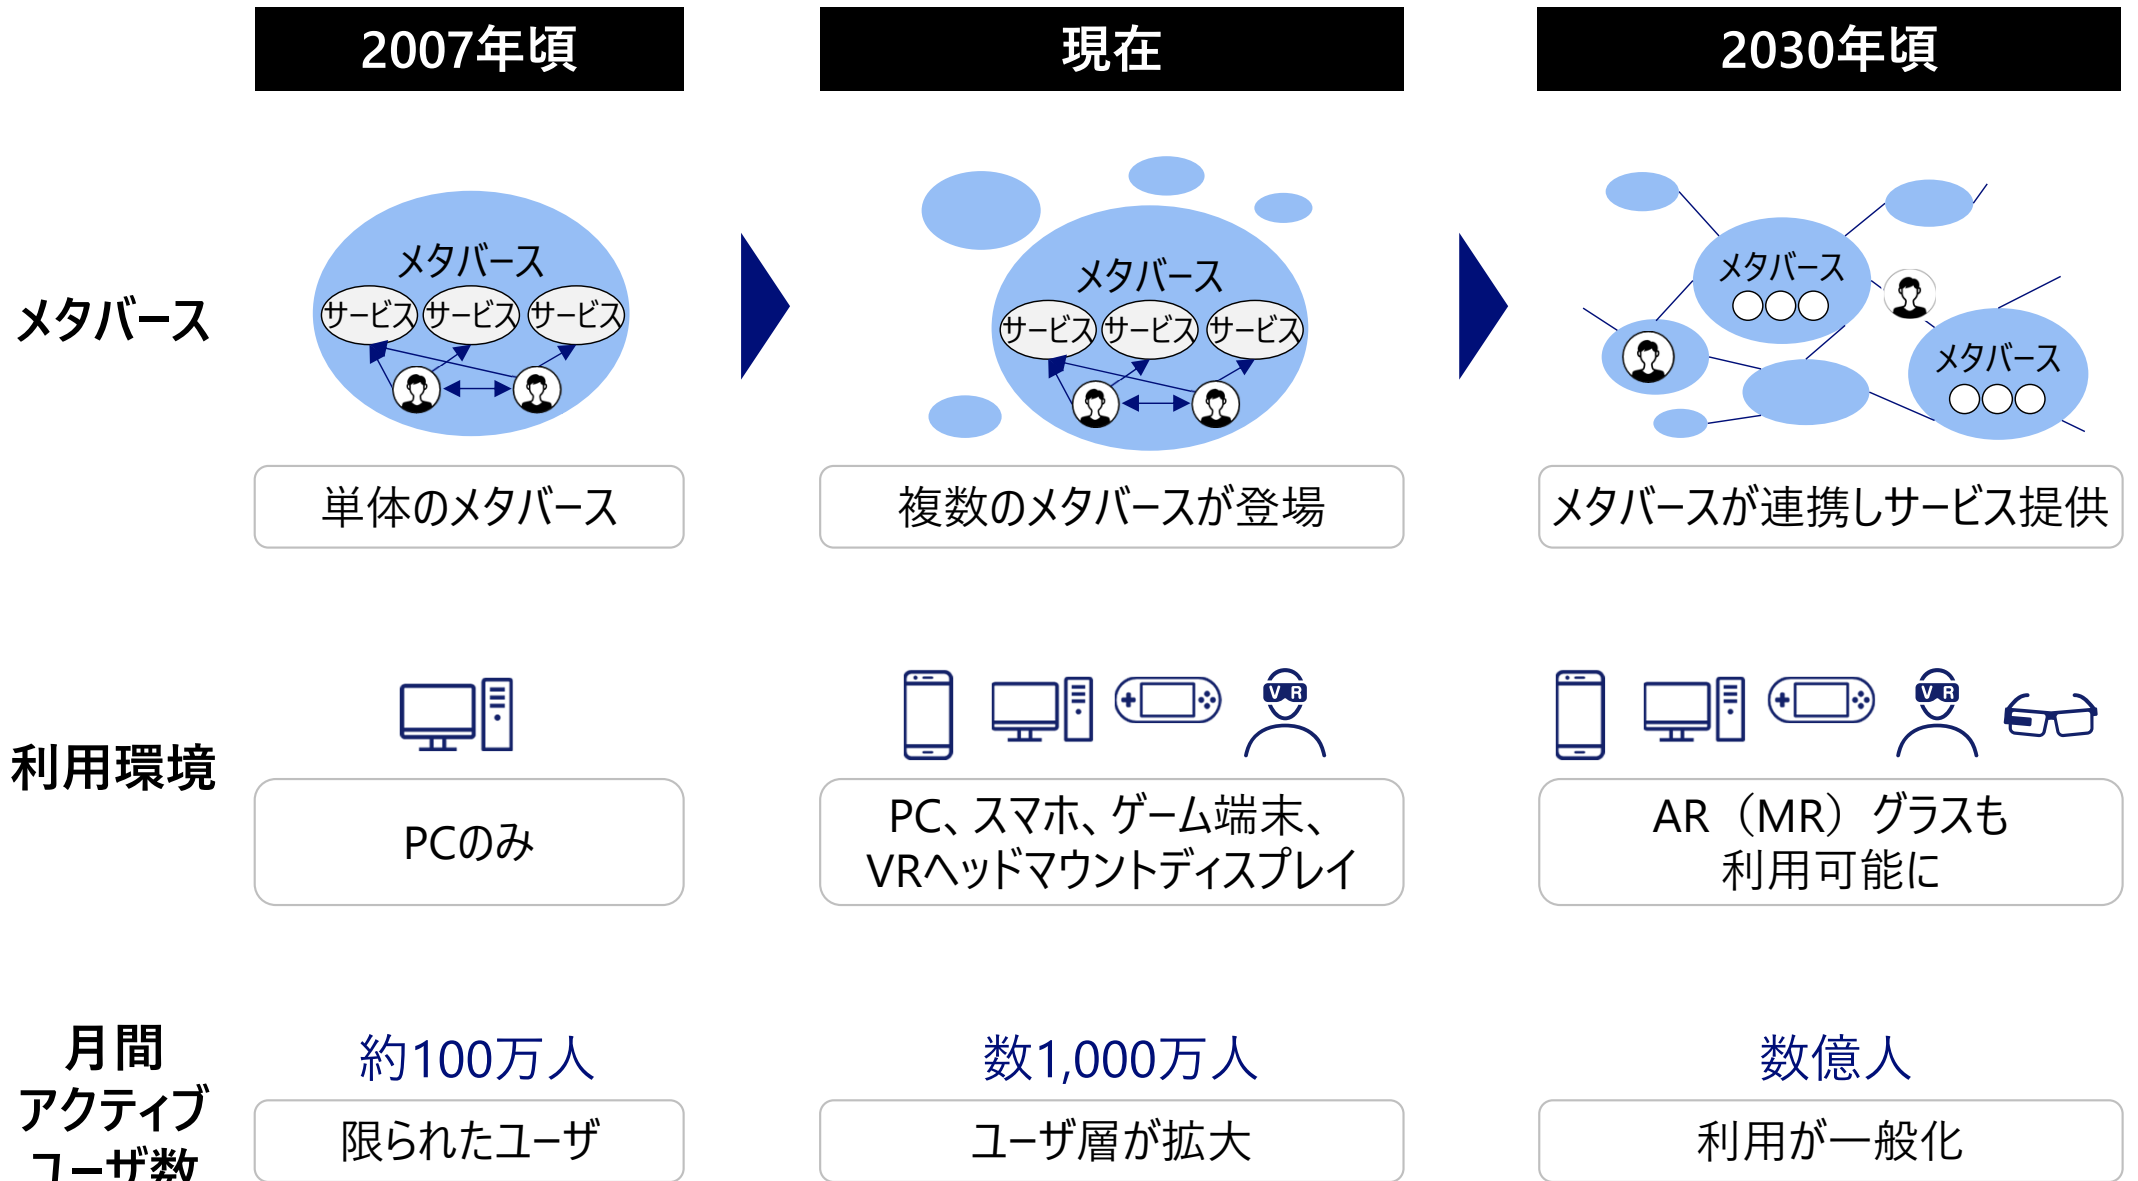 2007年頃
現在
2030年頃
メタバース
メタバース
サービス
サービス
サービス
単体のメタバース
メタバース
サービス
サービス
サービス
複数のメタバースが登場
メタバース
メタバース
メタバースが連携しサービス提供
利用環境
PCのみ
VR
PC、スマホ、ゲーム端末、
VRヘッドマウントディスプレイ
VR
AR（MR）グラスも
利用可能に
月間
アクティブ
ユーザ数
約100万人
限られたユーザ
数1,000万人
ユーザ層が拡大
数億人
利用が一般化